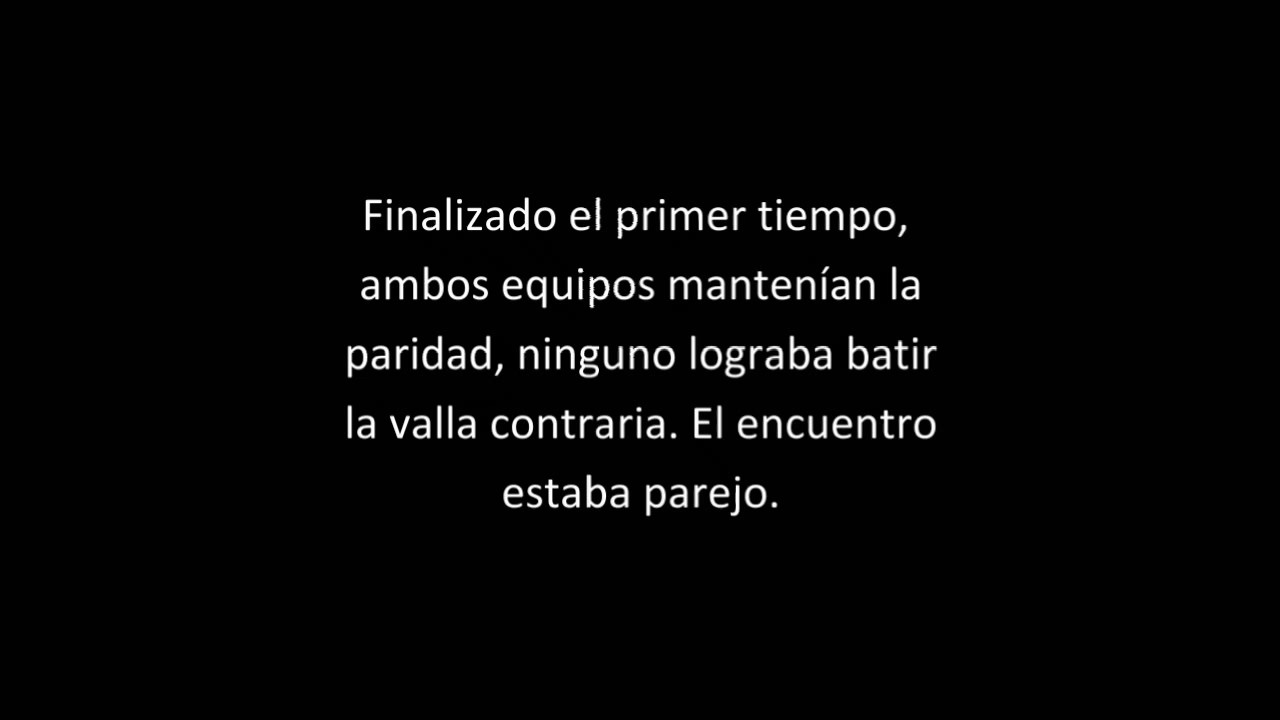 Finalizado el primer tiempo,
ambos equipos mantenían la
paridad, ninguno lograba batir
la valla contraria. El encuentro
estaba parejo.